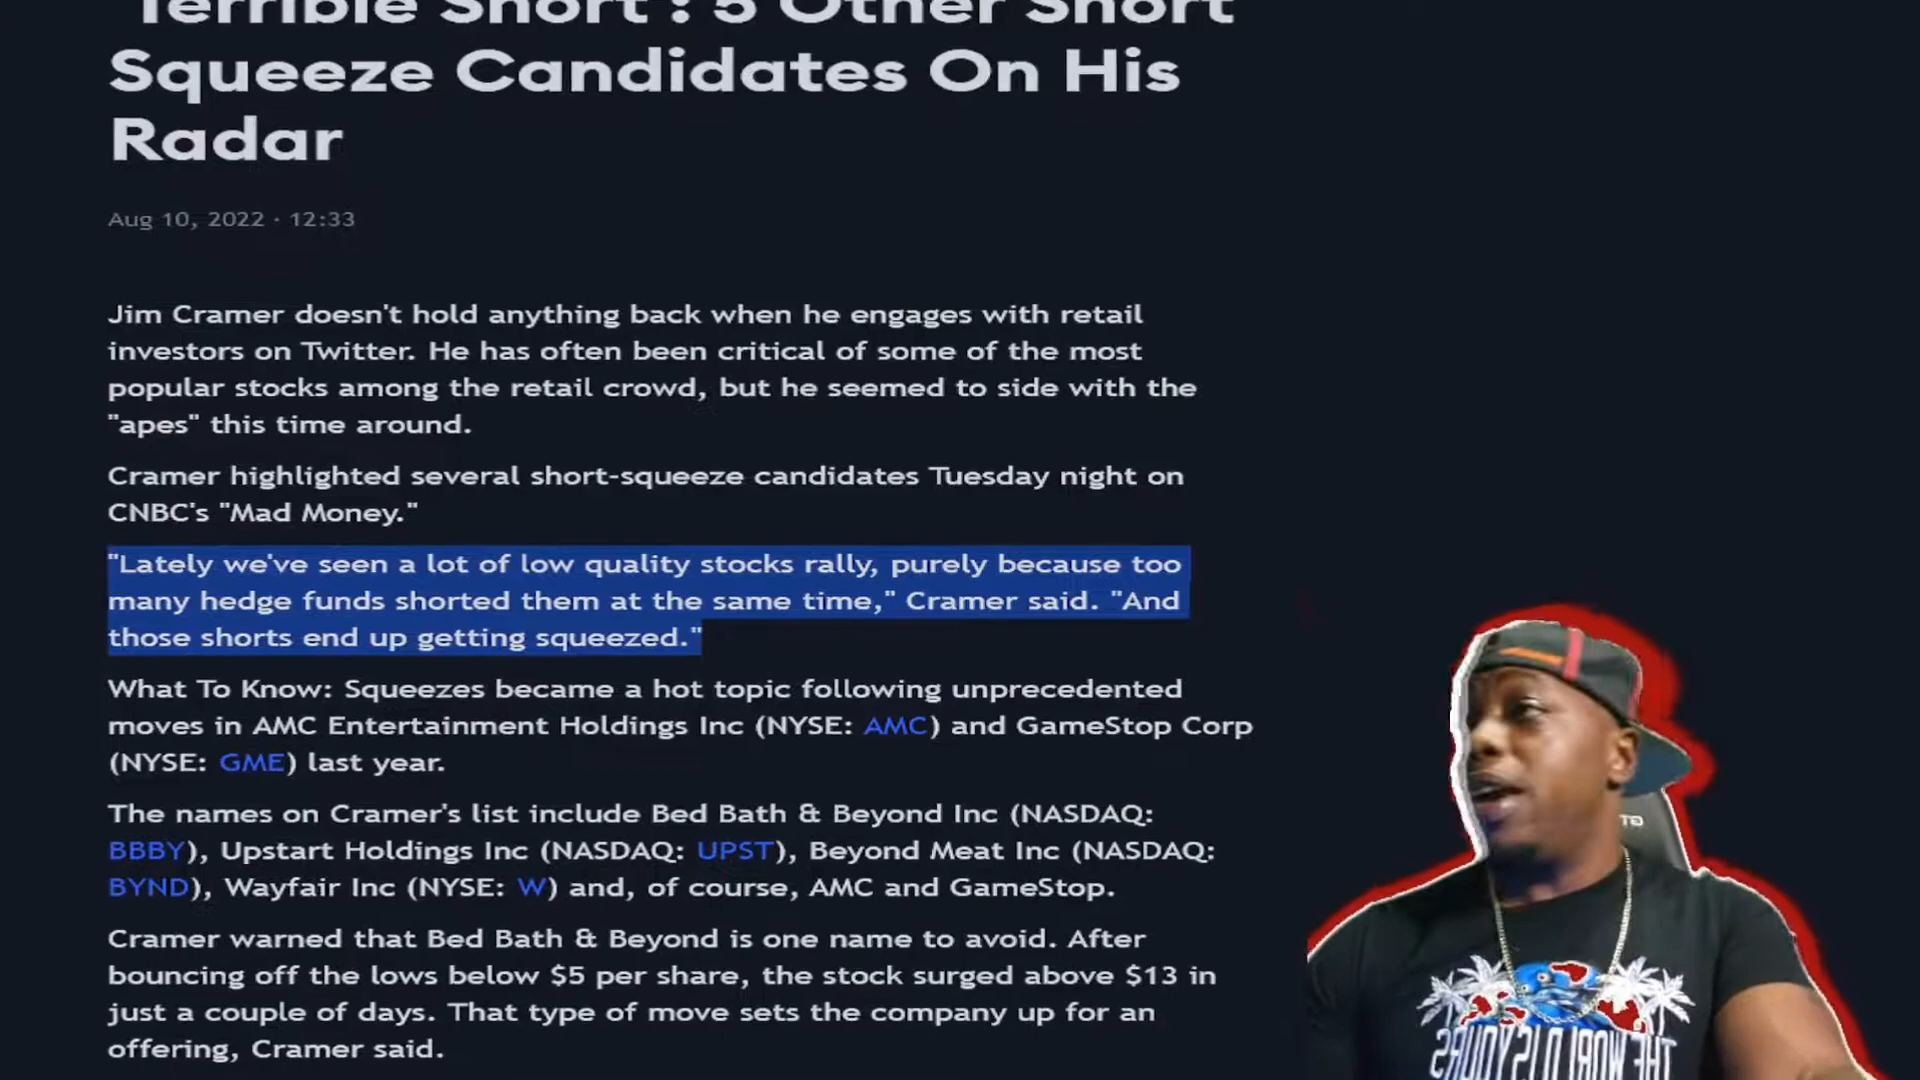 "Terrible Short': 5 Other Short
Squeeze Candidates On His
Radar
Aug 10, 2022 · 12:33
Jim Cramer doesn't hold anything back when he engages with retail
investors on Twitter. He has often been critical of some of the most
popular stocks among the retail crowd, but he seemed to side with the
"apes" this time around.
Cramer highlighted several short-squeeze candidates Tuesday night on
CNBC's "Mad Money."
"Lately we've seen a lot of low quality stocks rally, purely because too
many hedge funds shorted them at the same time," Cramer said. "And
those shorts end up getting squeezed."
What To Know: Squeezes became a hot topic following unprecedented
moves in AMC Entertainment Holdings Inc (NYSE: AMC) and GameStop Corp
(NYSE: GME) last year.
The names on Cramer's list include Bed Bath & Beyond Inc (NASDAQ:
BBBY), Upstart Holdings Inc (NASDAQ: UPST), Beyond Meat Inc (NASDAQ:
BYND), Wayfair Inc (NYSE: W) and, of course, AMC and GameStop.
Cramer warned that Bed Bath & Beyond is one name to avoid. After
bouncing off the lows below $5 per share, the stock surged above $13 in
just a couple of days. That type of move sets the company up for an
offering, Cramer said.
THE WORLD IS YOURS